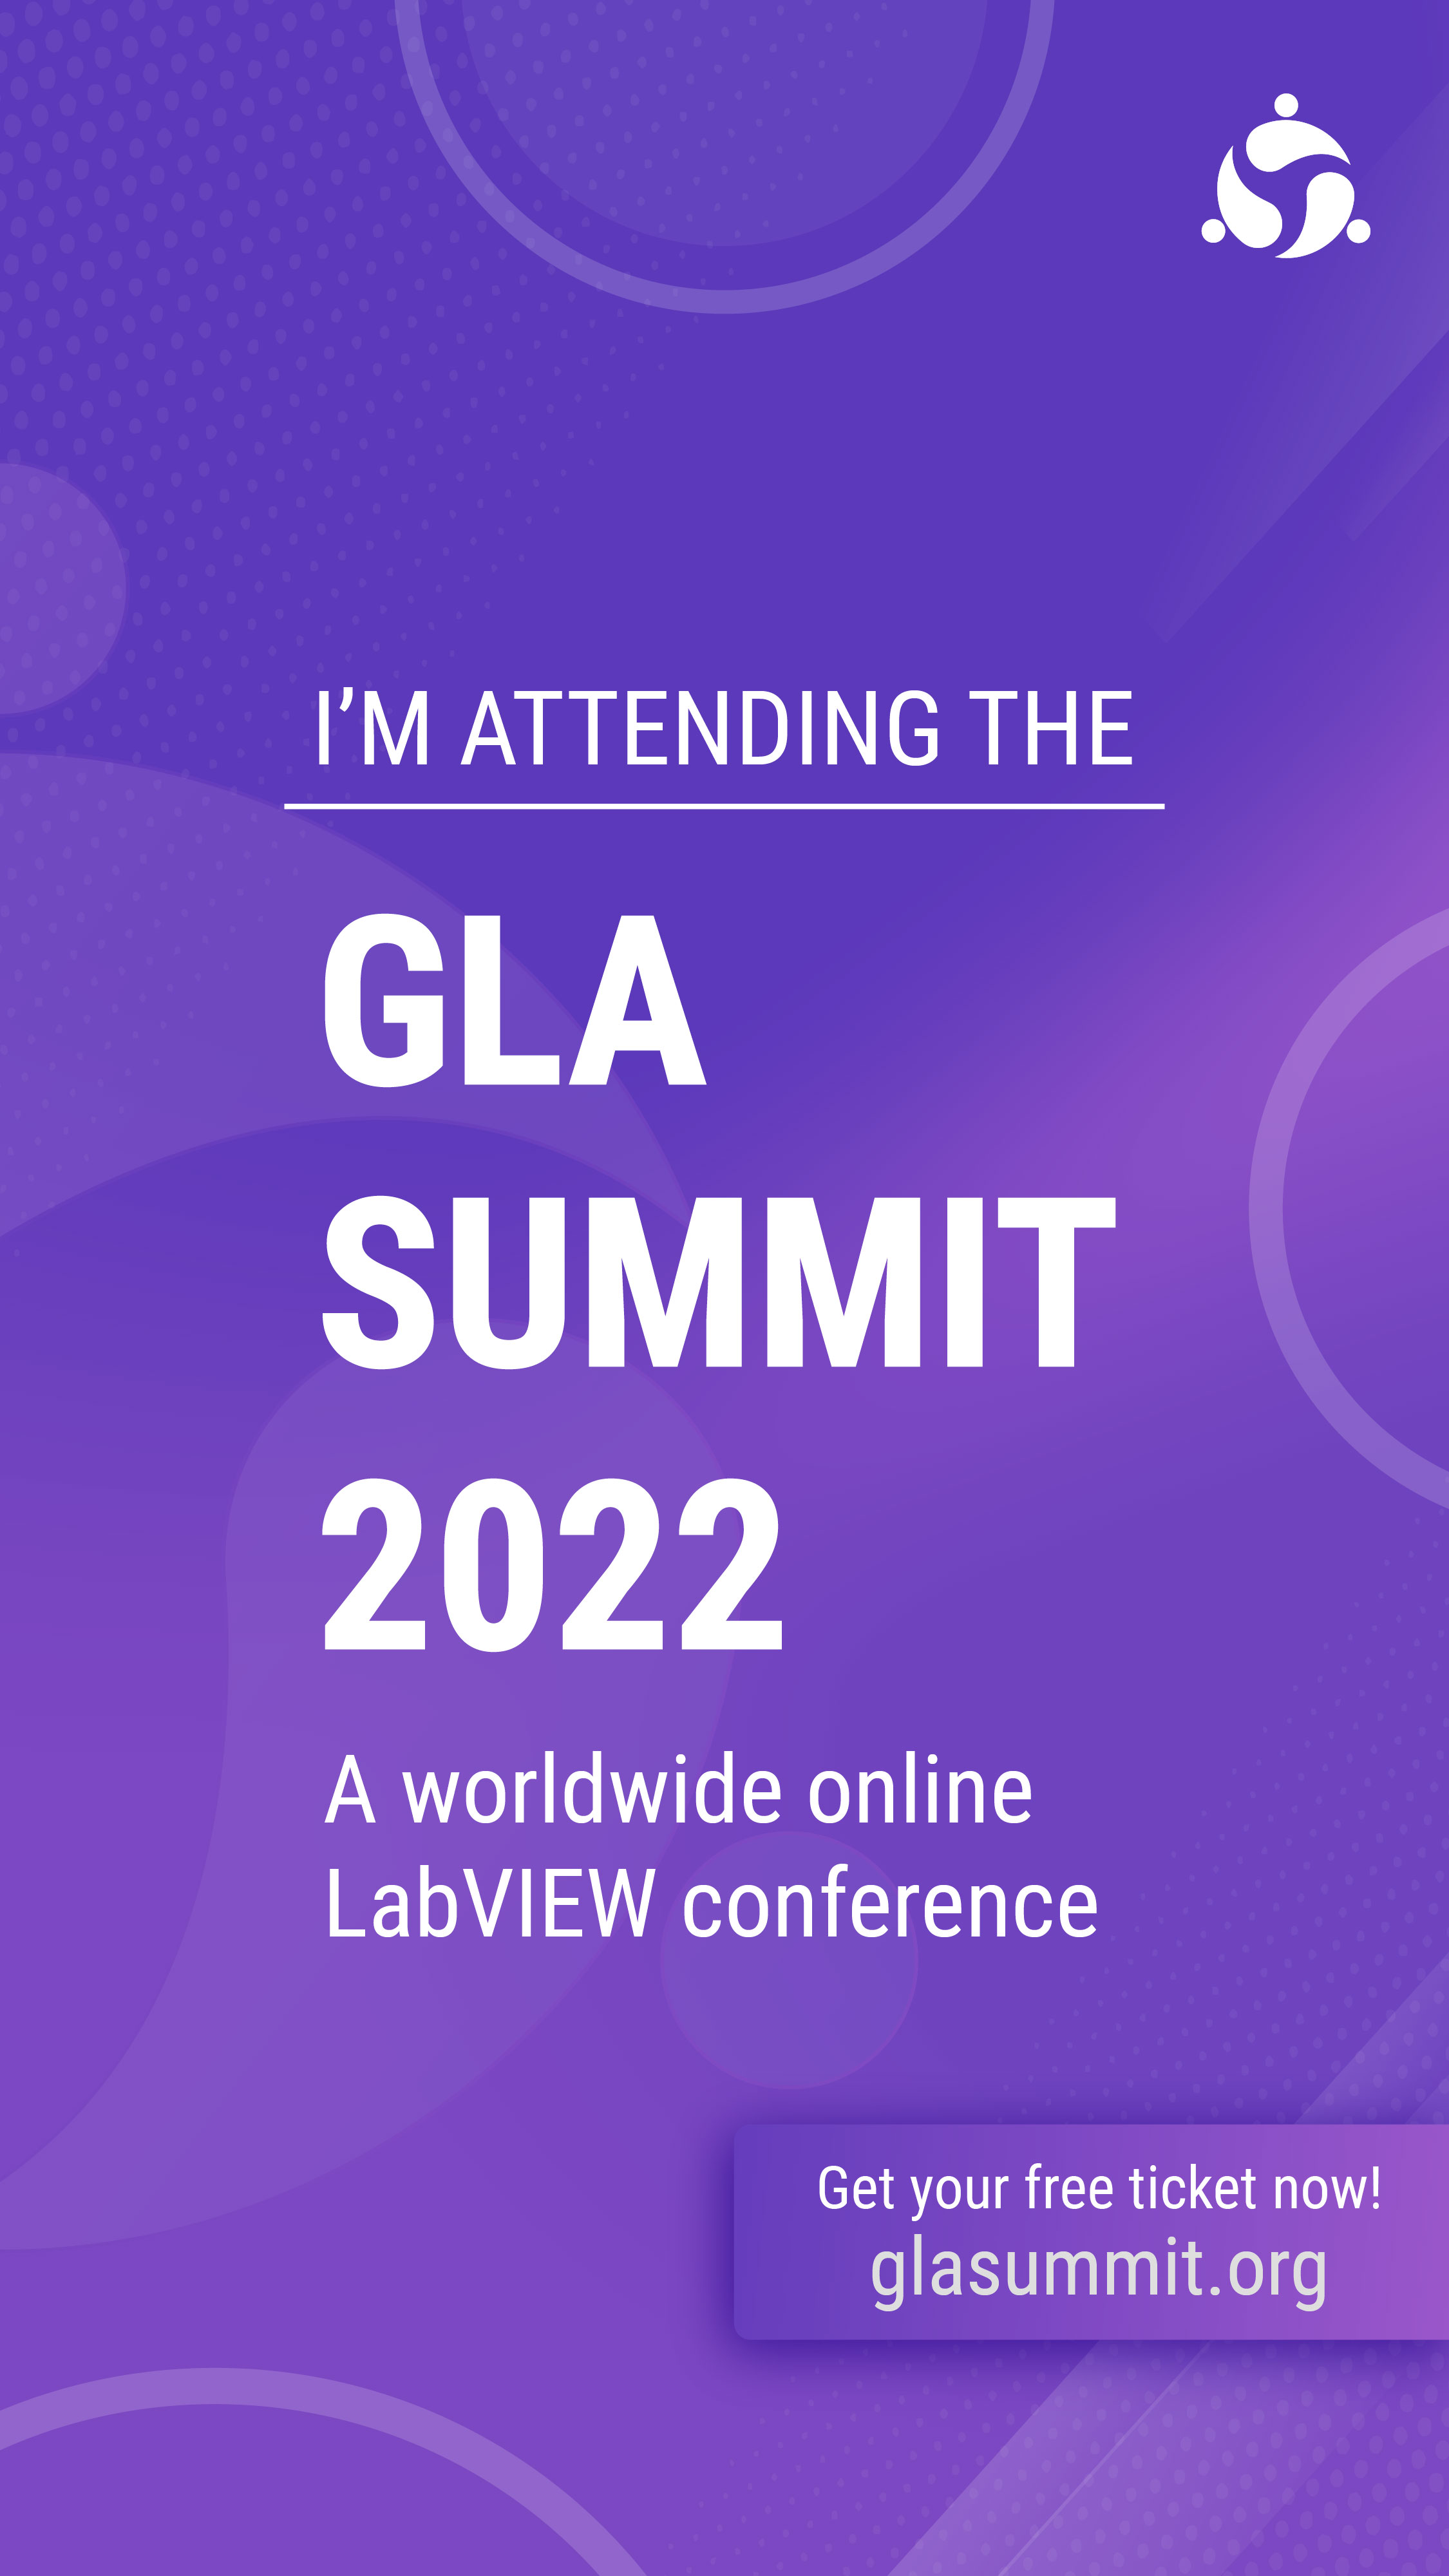 I’M ATTENDING THE
GLA
SUMMIT
2022
A worldwide online
LabVIEW conference
Get your free ticket now!
glasummit.org